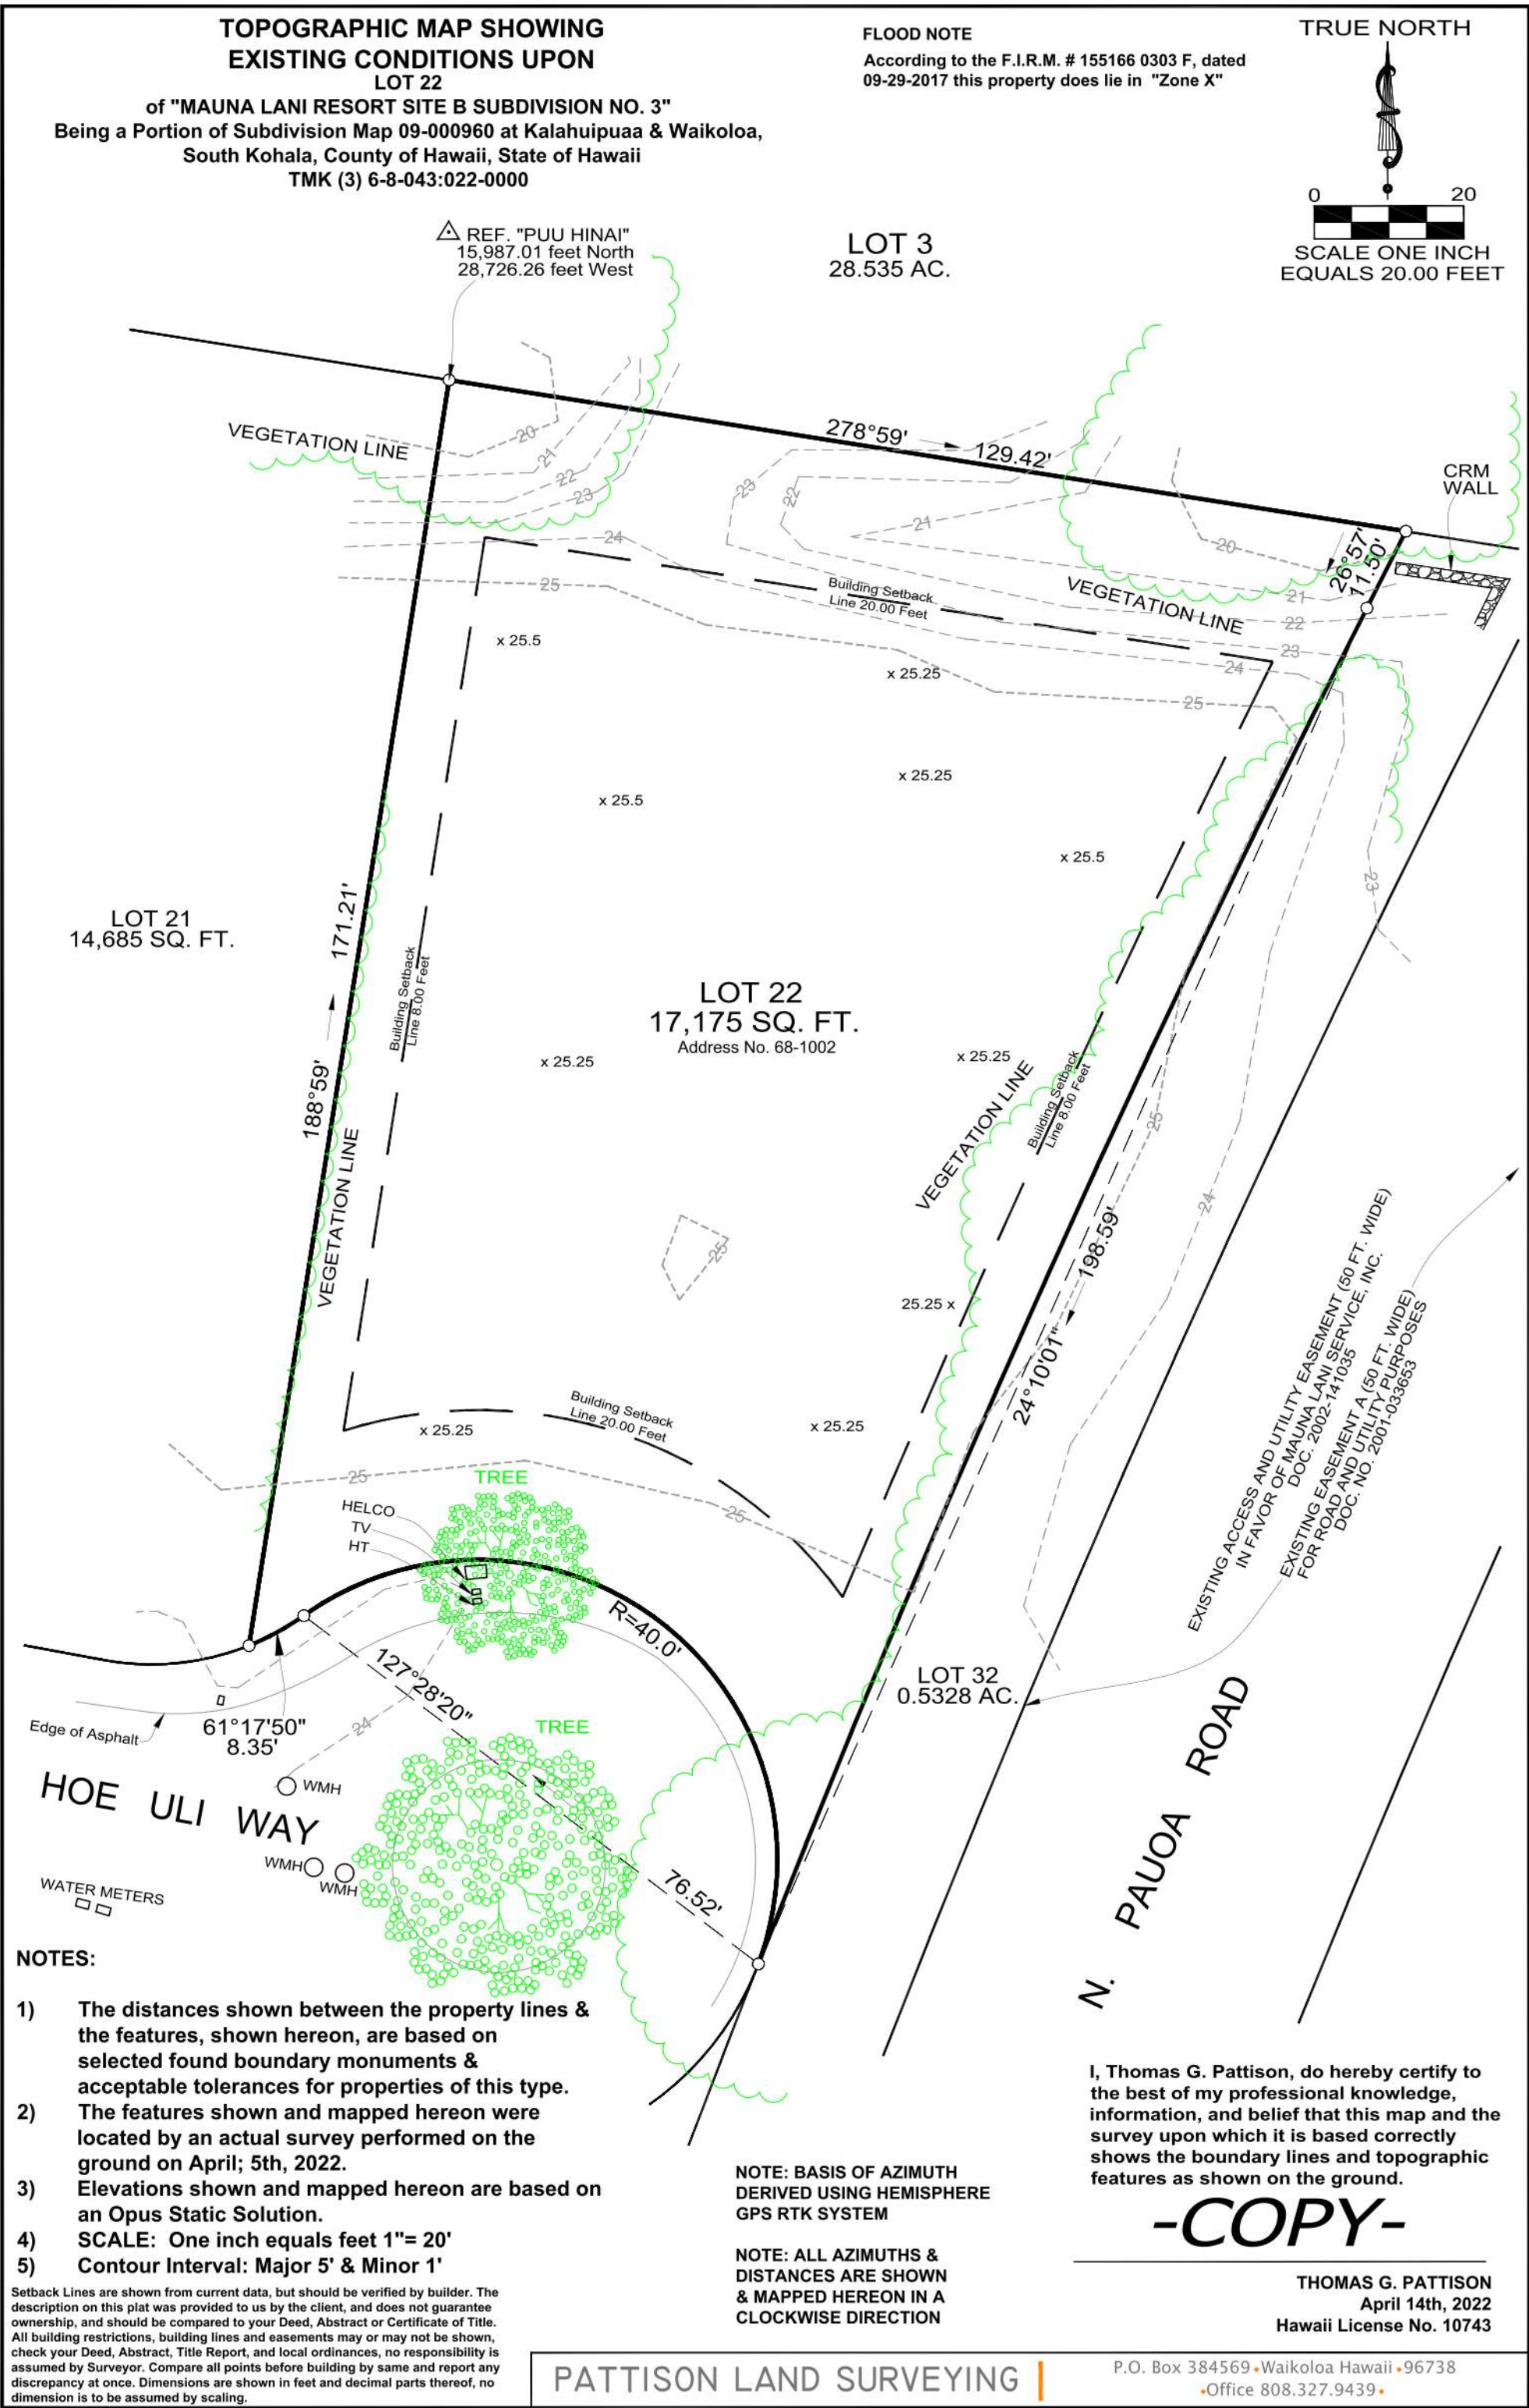 TOPOGRAPHIC MAP SHOWING
EXISTING CONDITIONS UPON
LOT 22
of "MAUNA LANI RESORT SITE B SUBDIVISION NO. 3"
Being a Portion of Subdivision Map 09-000960 at Kalahuipuaa & Waikoloa,
South Kohala, County of Hawaii, State of Hawaii
TMK (3) 6-8-043:022-0000
FLOOD NOTE
According to the F.I.R.M. # 155166 0303 F, dated
09-29-2017 this property does lie in "Zone X"
TRUE NORTH
0 20
SCALE ONE INCH
EQUALS 20.00 FEET
REF. "PUU HINAI"
15,987.01 feet North
28,726.26 feet West
LOT 3
28.535 AC.
VEGETATION LINE
20
21
22
23
24
25
278°59'
129.42'
23
22
21
20
CRM
WALL
26°57'
11.50'
Building Setback
Line 20.00 Feet
VEGETATION LINE
21
22
23
24
25
x 25.5
x 25.25
x 25.25
x 25.5
x 25.5
23
LOT 21
14,685 SQ. FT.
171.21'
188°59'
Building Setback
Line 8.00 Feet
VEGETATION LINE
LOT 22
17,175 SQ. FT.
Address No. 68-1002
x 25.25
x 25.25
VEGETATION LINE
Building Setback
Line 8.00 Feet
25
24
25
25.25 x
198.59'
24°10'01"
EXISTING ACCESS AND UTILITY EASEMENT (50 FT. WIDE)
IN FAVOR OF MAUNA LANI SERVICE, INC.
DOC. 2002-141035
EXISTING EASEMENT A (50 FT. WIDE)
FOR ROAD AND UTILITY PURPOSES
DOC. NO. 2001-033653
Building Setback
Line 20.00 Feet
x 25.25
x 25.25
25
25
TREE
HELCO
TV
HT
R=40.0'
LOT 32
0.5328 AC.
127°28'20"
76.52'
Edge of Asphalt
61°17'50"
8.35'
24
TREE
WMH
HOE ULI WAY
WMH
WMH
WATER METERS
N. PAUOA ROAD
NOTES:
1) The distances shown between the property lines &
the features, shown hereon, are based on
selected found boundary monuments &
acceptable tolerances for properties of this type.
2) The features shown and mapped hereon were
located by an actual survey performed on the
ground on April; 5th, 2022.
3) Elevations shown and mapped hereon are based on
an Opus Static Solution.
4) SCALE: One inch equals feet 1"= 20'
5) Contour Interval: Major 5' & Minor 1'
Setback Lines are shown from current data, but should be verified by builder. The
description on this plat was provided to us by the client, and does not guarantee
ownership, and should be compared to your Deed, Abstract or Certificate of Title.
All building restrictions, building lines and easements may or may not be shown,
check your Deed, Abstract, Title Report, and local ordinances, no responsibility is
assumed by Surveyor. Compare all points before building by same and report any
discrepancy at once. Dimensions are shown in feet and decimal parts thereof, no
dimension is to be assumed by scaling.
NOTE: BASIS OF AZIMUTH
DERIVED USING HEMISPHERE
GPS RTK SYSTEM
NOTE: ALL AZIMUTHS &
DISTANCES ARE SHOWN
& MAPPED HEREON IN A
CLOCKWISE DIRECTION
I, Thomas G. Pattison, do hereby certify to
the best of my professional knowledge,
information, and belief that this map and the
survey upon which it is based correctly
shows the boundary lines and topographic
features as shown on the ground.
-COPY-
THOMAS G. PATTISON
April 14th, 2022
Hawaii License No. 10743
PATTISON LAND SURVEYING
P.O. Box 384569 • Waikoloa Hawaii • 96738
• Office 808.327.9439 •